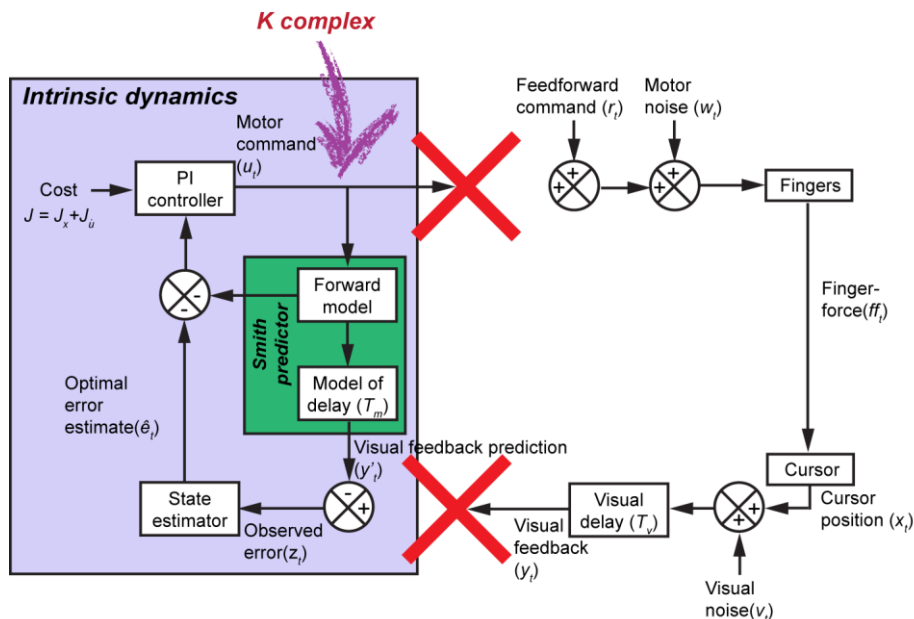 K complex
Intrinsic dynamics
Motor
command
(u_t)
Feedforward
command (r_t)
Motor
noise (w_t)
Cost
J = J_x+J_u̇
PI
controller
+
+
+
+
Fingers
-
-
Forward
model
Smith
predictor
Model of
delay (T_m)
Finger-
force(ff_t)
Optimal
error
estimate(ê_t)
Visual feedback prediction
(y'_t)
State
estimator
Observed
error(z_t)
-
+
Visual
feedback
(y_t)
Visual
delay (T_v)
+
+
Cursor
Cursor
position (x_t)
Visual
noise(v_t)